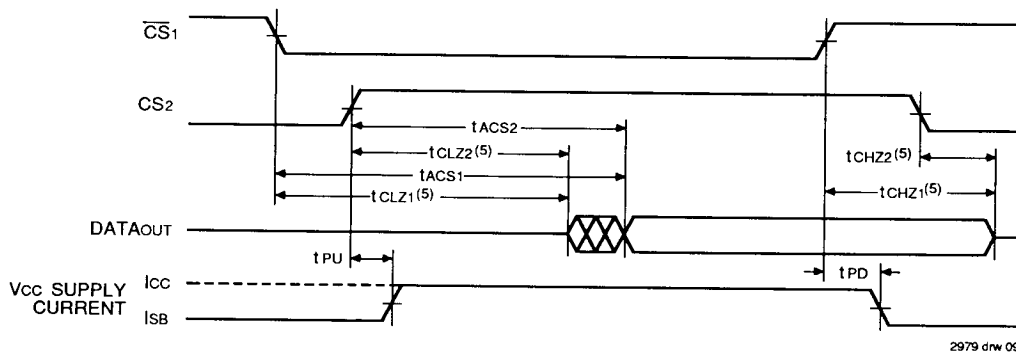 CS1
CS2
tACS2
tCLZ2(5)
tCHZ2(5)
tACS1
tCLZ1(5)
tCHZ1(5)
DATAOUT
tPU
tPD
VCC SUPPLY
CURRENT
ICC
ISB
2979 drw 09